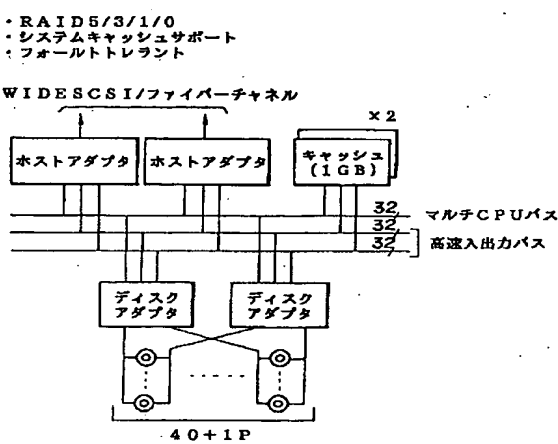 ・RAID5/3/1/0
・システムキャッシュサポート
・フォールトトレラント
WIDESCSI/ファイバーチャネル
×2
ホストアダプタ
ホストアダプタ
キャッシュ
(1GB)
32
マルチCPUバス
32
32
高速入出力バス
ディスク
アダプタ
ディスク
アダプタ
40+1P